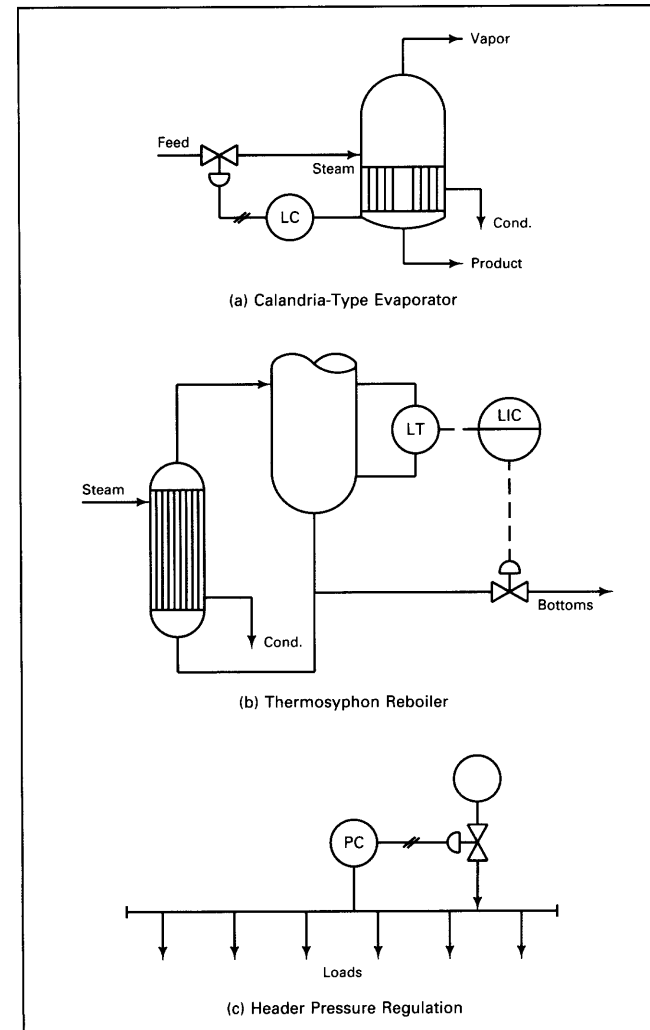 Vapor
Feed
Steam
LC
Cond.
Product
(a) Calandria-Type Evaporator
LT
LIC
Steam
Cond.
Bottoms
(b) Thermosyphon Reboiler
PC
Loads
(c) Header Pressure Regulation